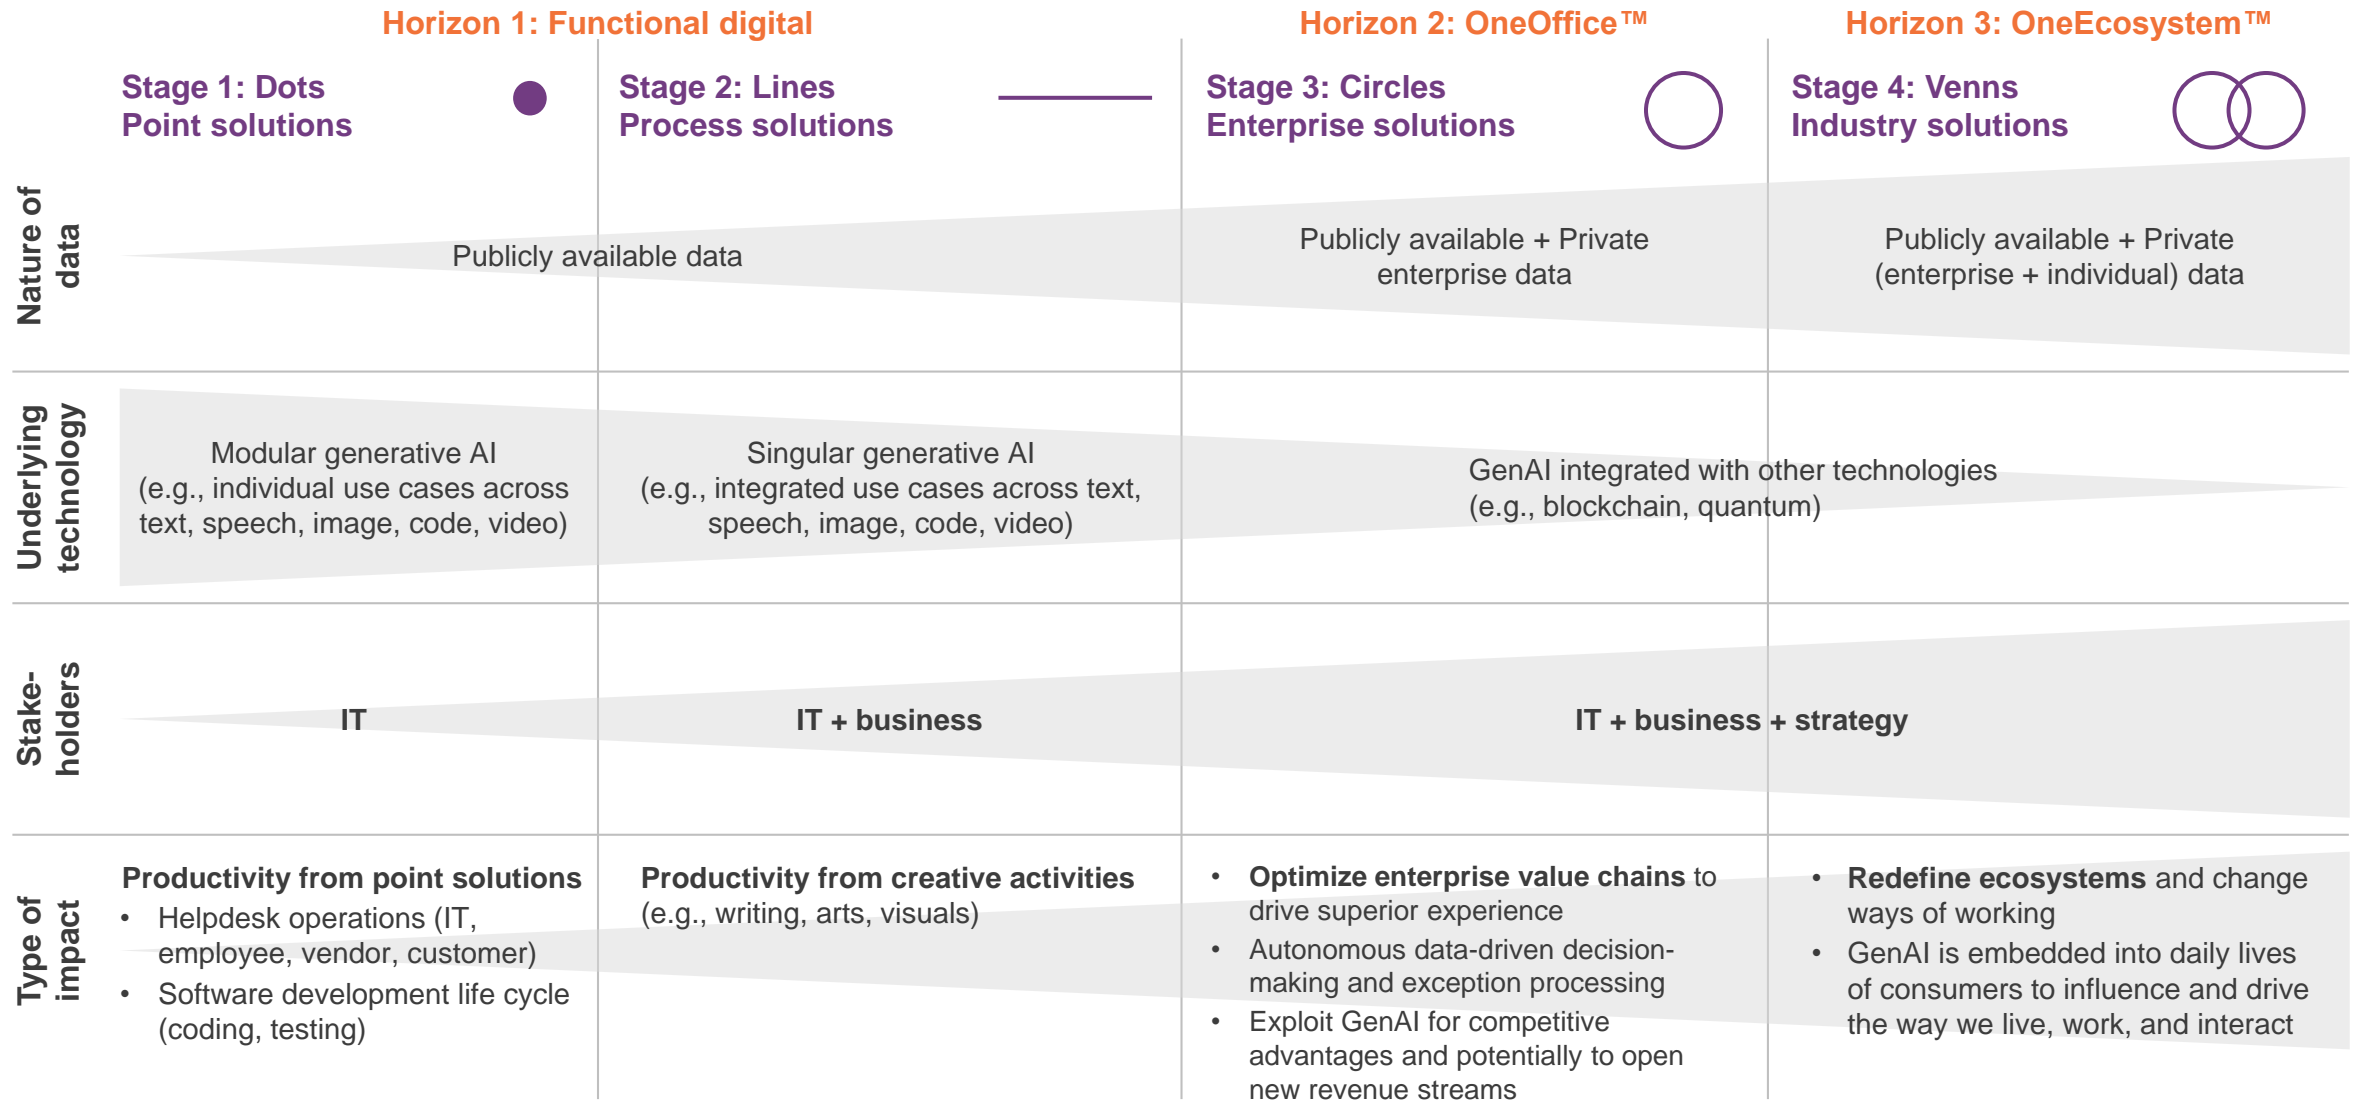 Horizon 1: Functional digital
Horizon 2: OneOffice™
Horizon 3: OneEcosystem™
Stage 1: Dots
Point solutions
Stage 2: Lines
Process solutions
Stage 3: Circles
Enterprise solutions
Stage 4: Venns
Industry solutions
Nature of
data
Publicly available data
Publicly available + Private
enterprise data
Publicly available + Private
(enterprise + individual) data
Underlying
technology
Modular generative AI
(e.g., individual use cases across
text, speech, image, code, video)
Singular generative AI
(e.g., integrated use cases across text,
speech, image, code, video)
GenAI integrated with other technologies
(e.g., blockchain, quantum)
Stake-
holders
IT
IT + business
IT + business + strategy
Type of
impact
Productivity from point solutions
• Helpdesk operations (IT,
employee, vendor, customer)
• Software development life cycle
(coding, testing)
Productivity from creative activities
(e.g., writing, arts, visuals)
• Optimize enterprise value chains to
drive superior experience
• Autonomous data-driven decision-
making and exception processing
• Exploit GenAI for competitive
advantages and potentially to open
new revenue streams
• Redefine ecosystems and change
ways of working
• GenAI is embedded into daily lives
of consumers to influence and drive
the way we live, work, and interact